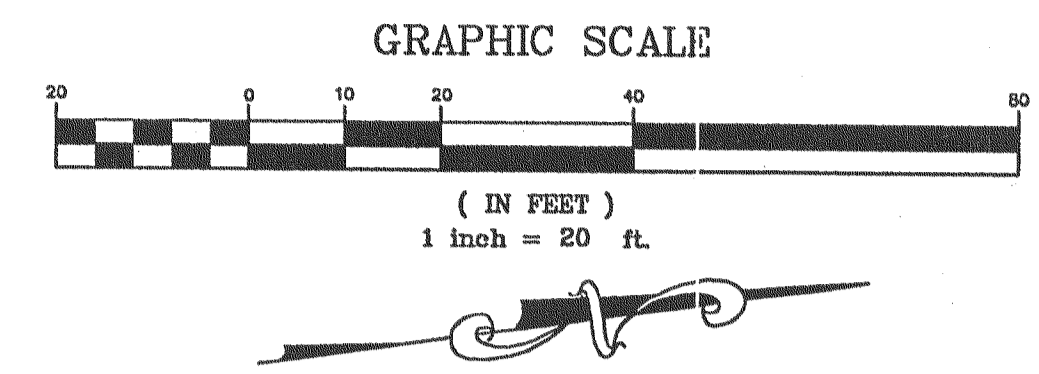 GRAPHIC SCALE
20 0 10 20 40 80
( IN FEET )
1 inch = 20 ft.
N